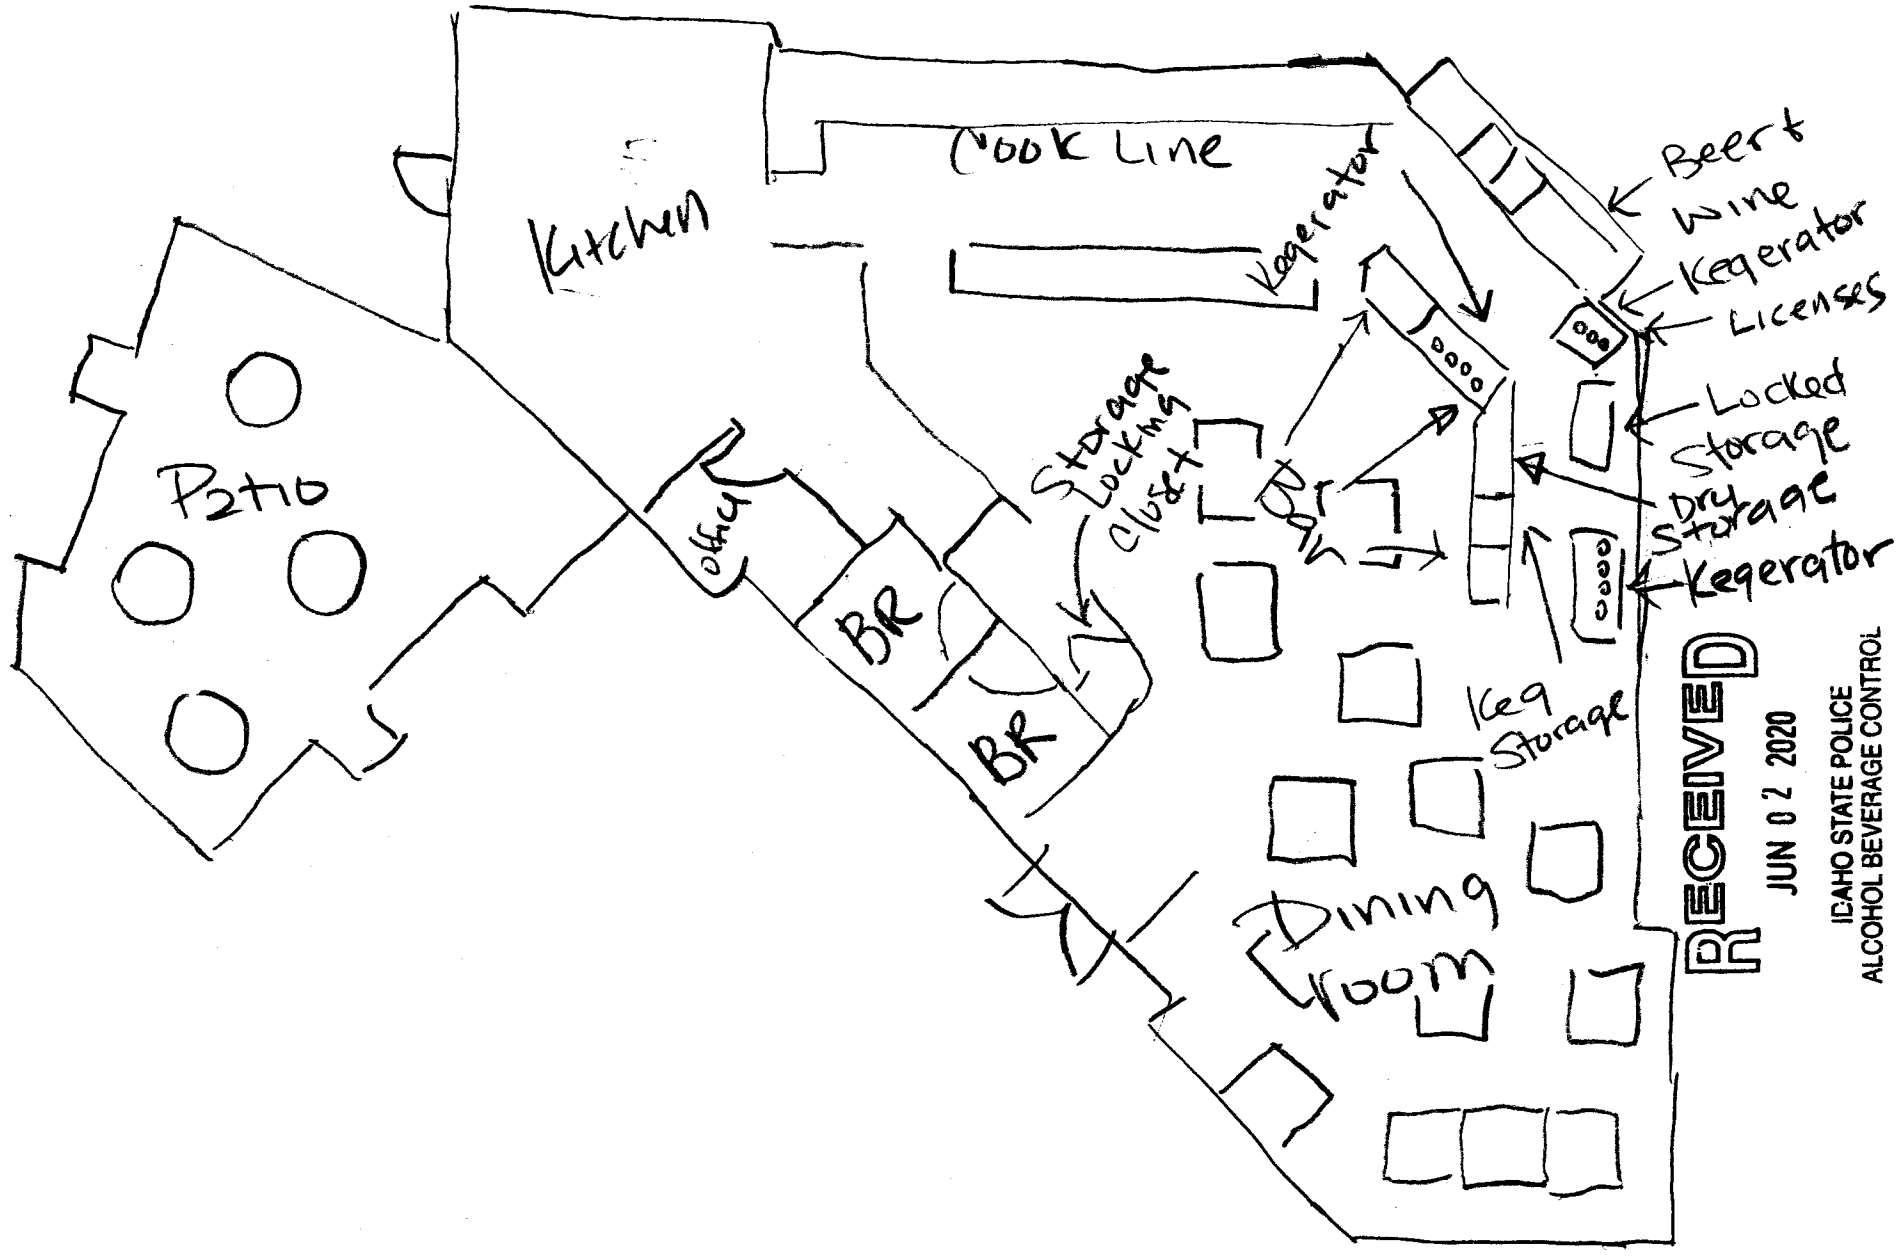 Cook Line
Kegerator
Kitchen
Beer +
Wine
Kegerator
Licenses
Locked
Storage
Dry
Storage
Kegerator
Storage
Locking
Closet
Bar
Patio
Office
BR
BR
Keg
Storage
Dining
room
RECEIVED
JUN 02 2020
IDAHO STATE POLICE
ALCOHOL BEVERAGE CONTROL